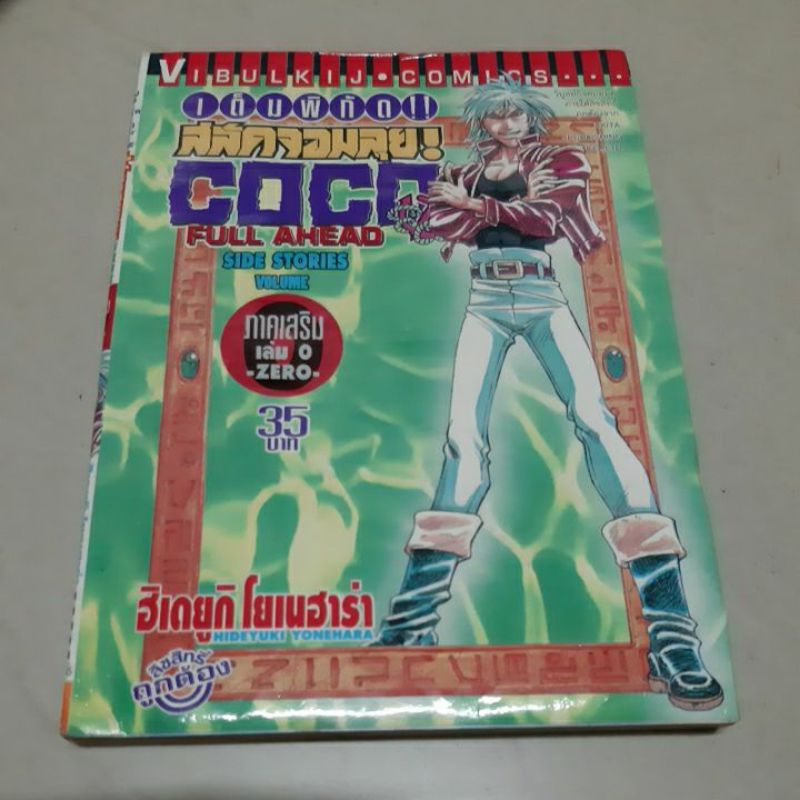 VIBULKIJ • COMICS...
เต็มพิกัด!!
สลัดจอมลุย!
COCO
FULL AHEAD
SIDE STORIES
VOLUME
ภาคเสริม
เล่ม 0
-ZERO-
35
บาท
ฮิเดยูกิ โยเนฮาร่า
HIDEYUKI YONEHARA
ลิขสิทธิ์
ถูกต้อง